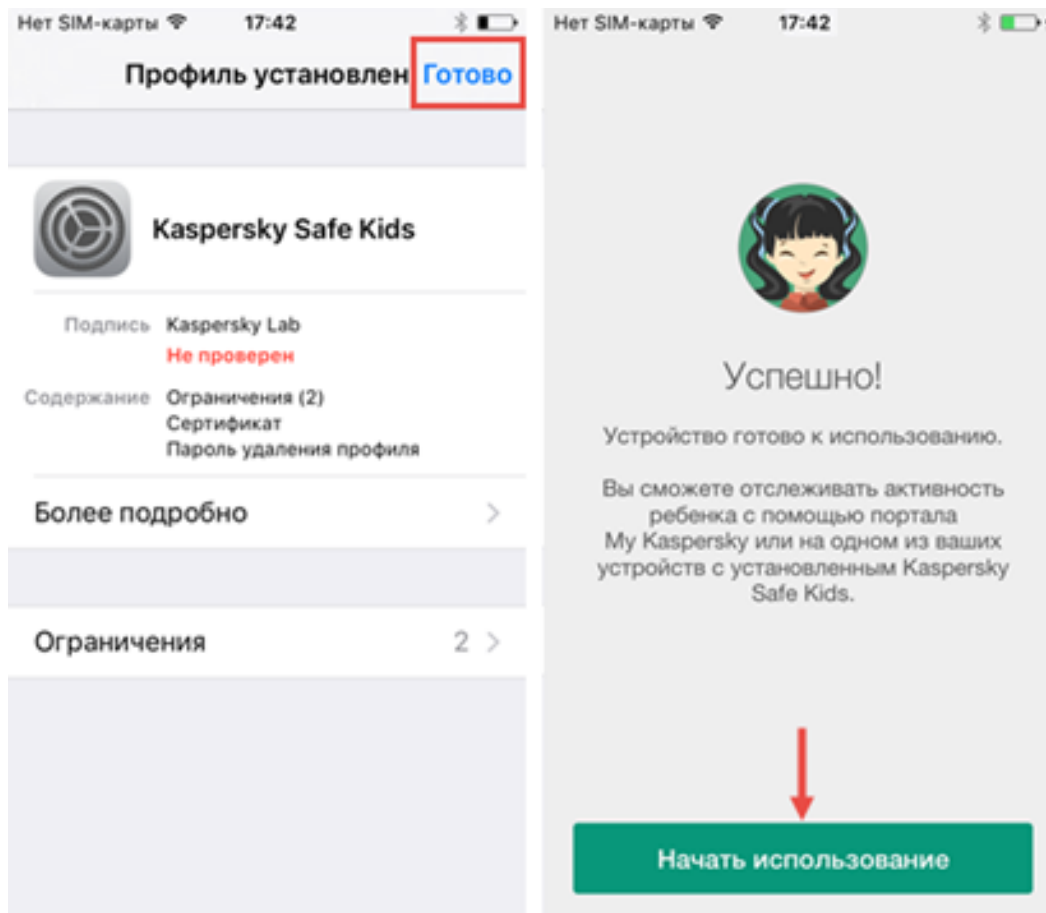 Нет SIM-карты 17:42
Профиль установлен Готово
Kaspersky Safe Kids
Подпись Kaspersky Lab
Не проверен
Содержание Ограничения (2)
Сертификат
Пароль удаления профиля
Более подробно
Ограничения 2
Нет SIM-карты 17:42
Успешно!
Устройство готово к использованию.
Вы сможете отслеживать активность
ребенка с помощью портала
My Kaspersky или на одном из ваших
устройств с установленным Kaspersky
Safe Kids.
Начать использование